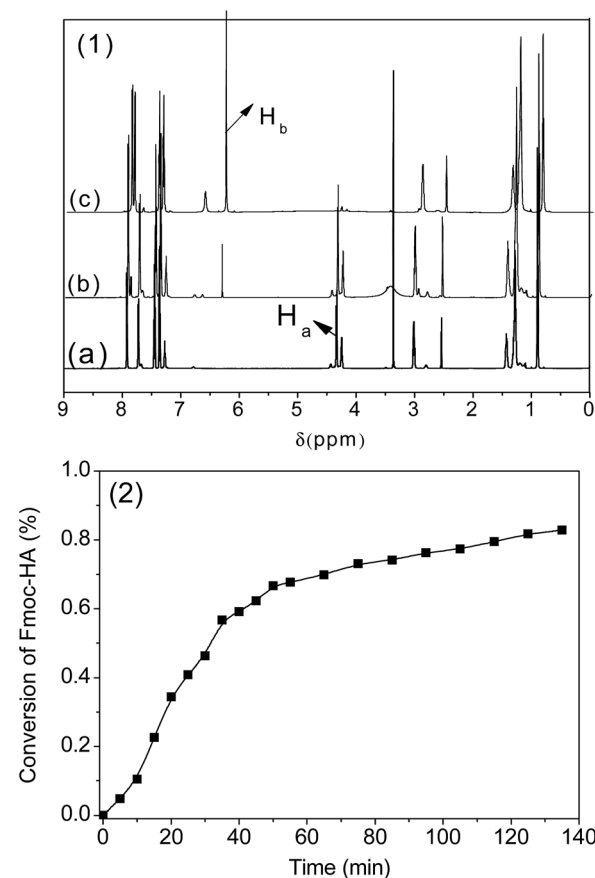 (1)
H b
(c)
(b)
H a
(a)
9 8 7 6 5 4 3 2 1 0
δ(ppm)
(2)
1.0
0.8
0.6
0.4
0.2
0.0
0 20 40 60 80 100 120 140
Conversion of Fmoc-HA (%)
Time (min)